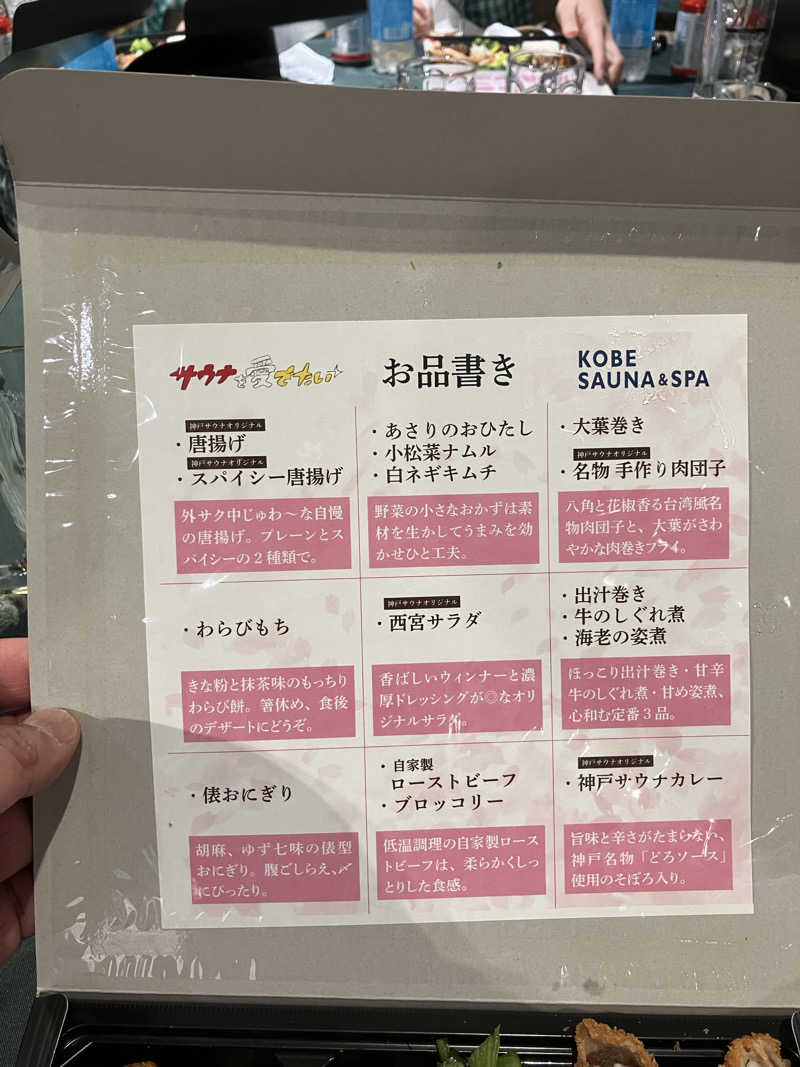 サウナを愛でたい
お品書き
KOBE
SAUNA & SPA
神戸サウナオリジナル
・唐揚げ
神戸サウナオリジナル
・スパイシー唐揚げ
外サク中じゅわ～な自慢
の唐揚げ。プレーンとス
パイシーの2種類で。
・あさりのおひたし
・小松菜ナムル
・白ネギキムチ
野菜の小さなおかずは素
材を生かしてうまみを効
かせひと工夫。
・大葉巻き
神戸サウナオリジナル
・名物 手作り肉団子
八角と花椒香る台湾風名
物肉団子と、大葉がさわ
やかな肉巻きフライ。
・わらびもち
きな粉と抹茶味のもっちり
わらび餅。箸休め、食後
のデザートにどうぞ。
神戸サウナオリジナル
・西宮サラダ
香ばしいウィンナーと濃
厚ドレッシングが◎なオリ
ジナルサラダ。
・出汁巻き
・牛のしぐれ煮
・海老の姿煮
ほっこり出汁巻き・甘辛
牛のしぐれ煮・甘め姿煮、
心和む定番3品。
・俵おにぎり
胡麻、ゆず七味の俵型
おにぎり。腹ごしらえ、〆
にぴったり。
・自家製
ローストビーフ
・ブロッコリー
低温調理の自家製ロース
トビーフは、柔らかくしっ
とりした食感。
神戸サウナオリジナル
・神戸サウナカレー
旨味と辛さがたまらない、
神戸名物「どろソース」
使用のそぼろ入り。